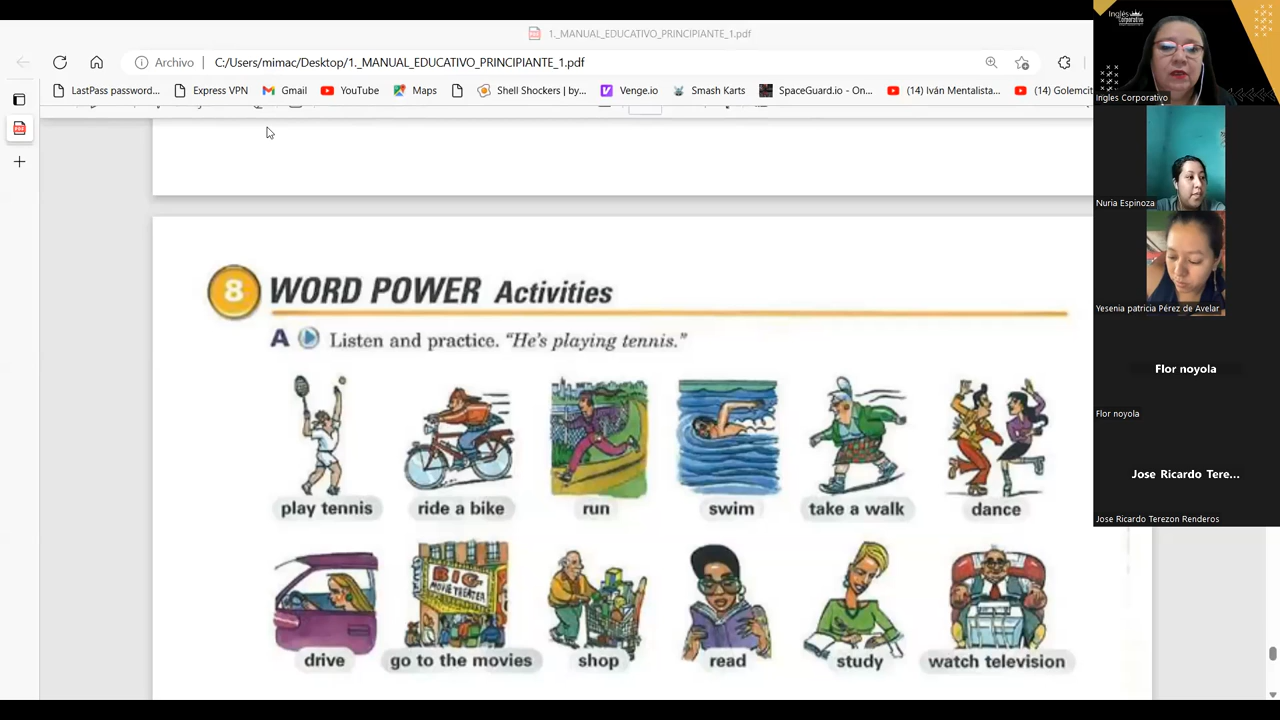 1._MANUAL_EDUCATIVO_PRINCIPIANTE_1.pdf
Archivo
C:/Users/mimac/Desktop/1._MANUAL_EDUCATIVO_PRINCIPIANTE_1.pdf
LastPass password...
Express VPN
Gmail
YouTube
Maps
Shell Shockers | by...
Venge.io
Smash Karts
SpaceGuard.io - On...
(14) Iván Mentalista...
(14) Golemcit
8 WORD POWER Activities
A Listen and practice. "He's playing tennis."
play tennis
ride a bike
run
swim
take a walk
dance
BIG
MOVIE THEATER
drive
go to the movies
shop
read
study
watch television
Inglés
Corporativo
Ingles Corporativo
Nuria Espinoza
Yesenia patricia Pérez de Avelar
Flor noyola
Flor noyola
Jose Ricardo Tere...
Jose Ricardo Terezon Renderos